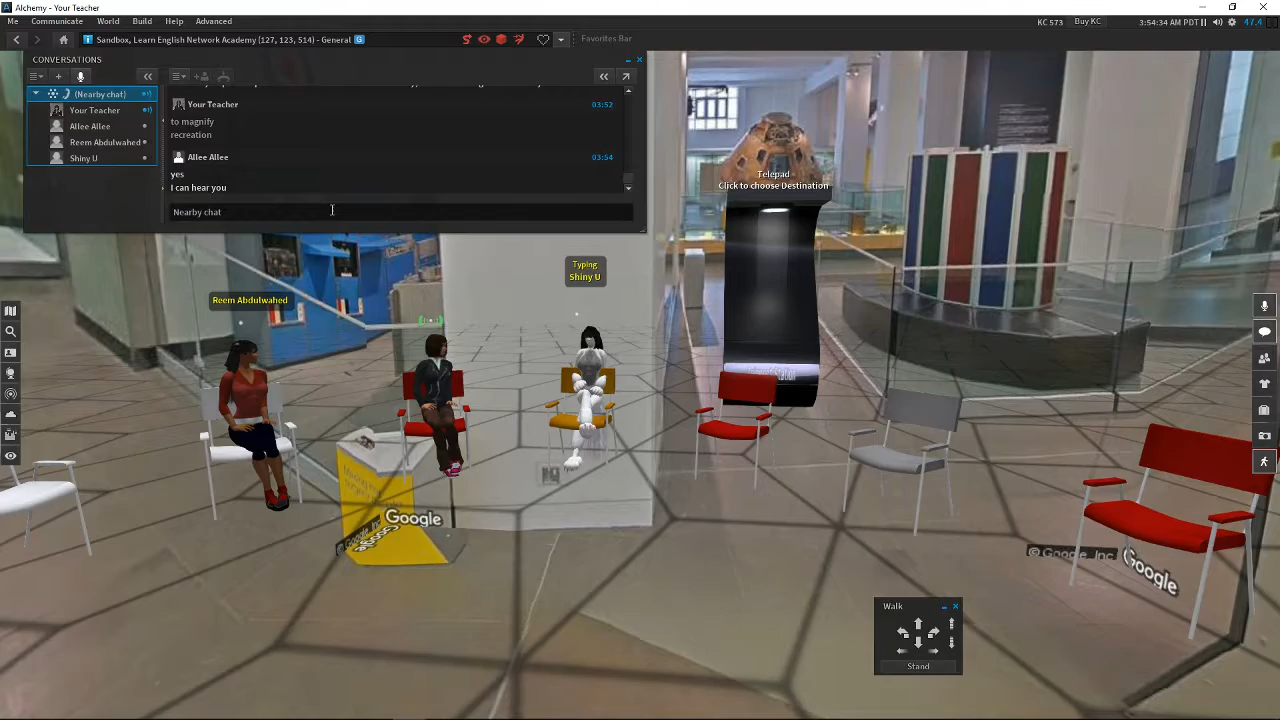 Alchemy - Your Teacher
Me Communicate World Build Help Advanced
KC 573 Buy KC 3:54:34 AM PDT 47.4
Sandbox, Learn English Network Academy (127, 123, 514) - General G
Favorites Bar
CONVERSATIONS
(Nearby chat)
Your Teacher
Allee Allee
Reem Abdulwahed
Shiny U
Your Teacher 03:52
to magnify
recreation
Allee Allee 03:54
yes
I can hear you
Nearby chat
Telepad
Click to choose Destination
Typing
Shiny U
Reem Abdulwahed
Google
Google
© Google, Inc
Google
Walk
Stand